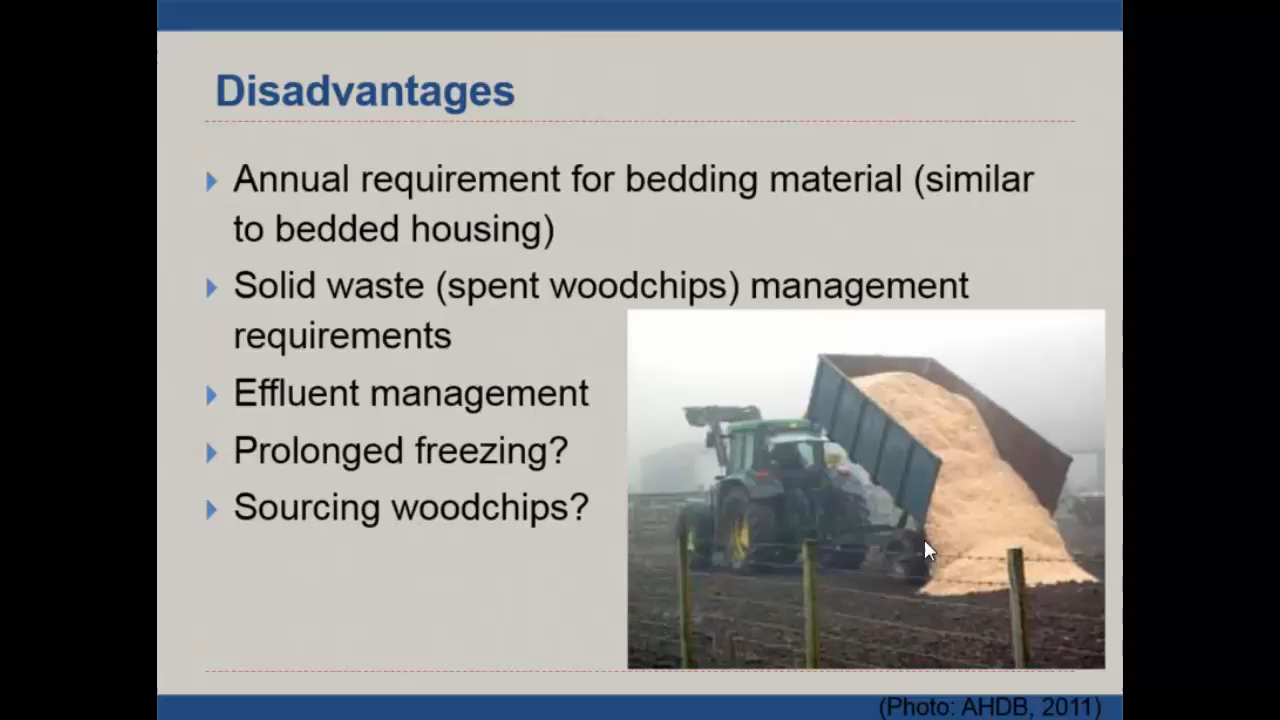 Disadvantages
Annual requirement for bedding material (similar
to bedded housing)
Solid waste (spent woodchips) management
requirements
Effluent management
Prolonged freezing?
Sourcing woodchips?
(Photo: AHDB, 2011)